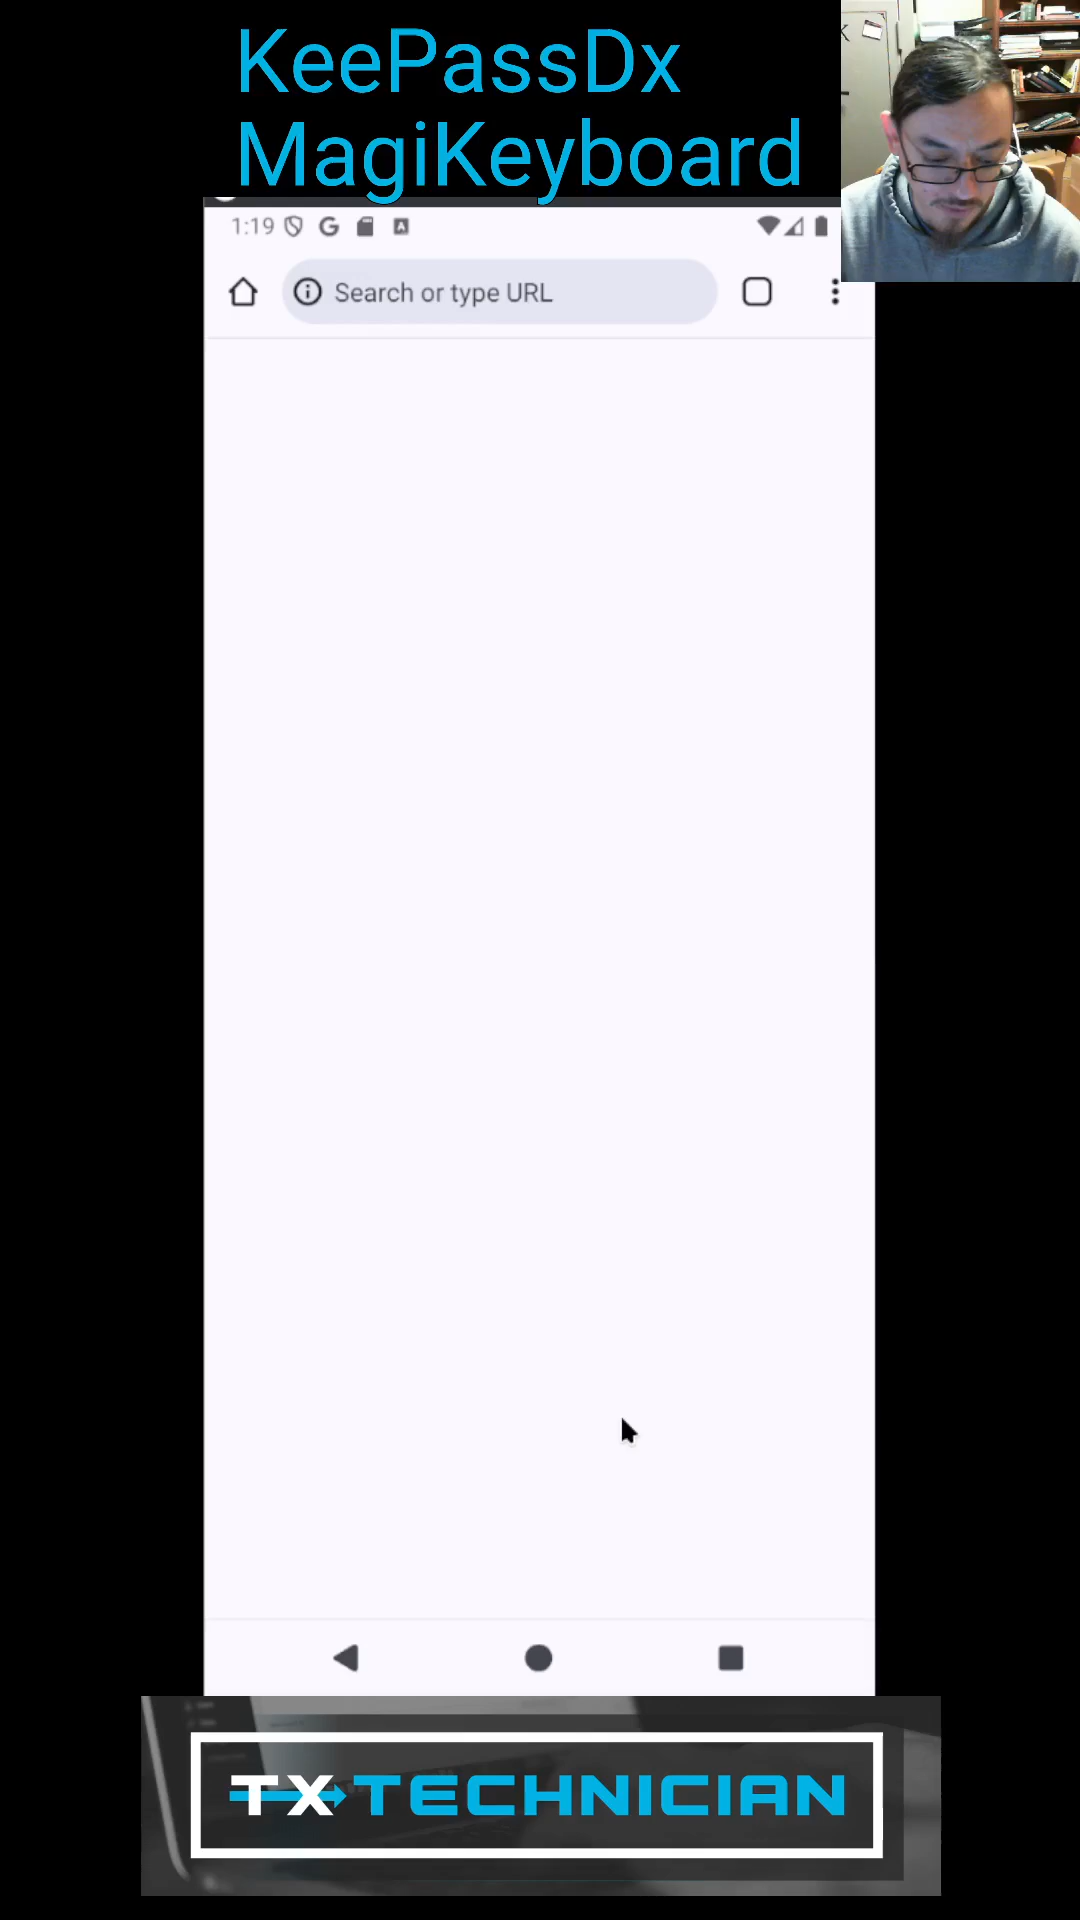 KeePassDx
MagiKeyboard
1:19
Search or type URL
TX TECHNICIAN